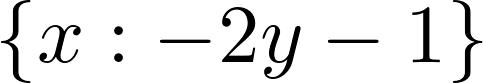 {x : −2y − 1}